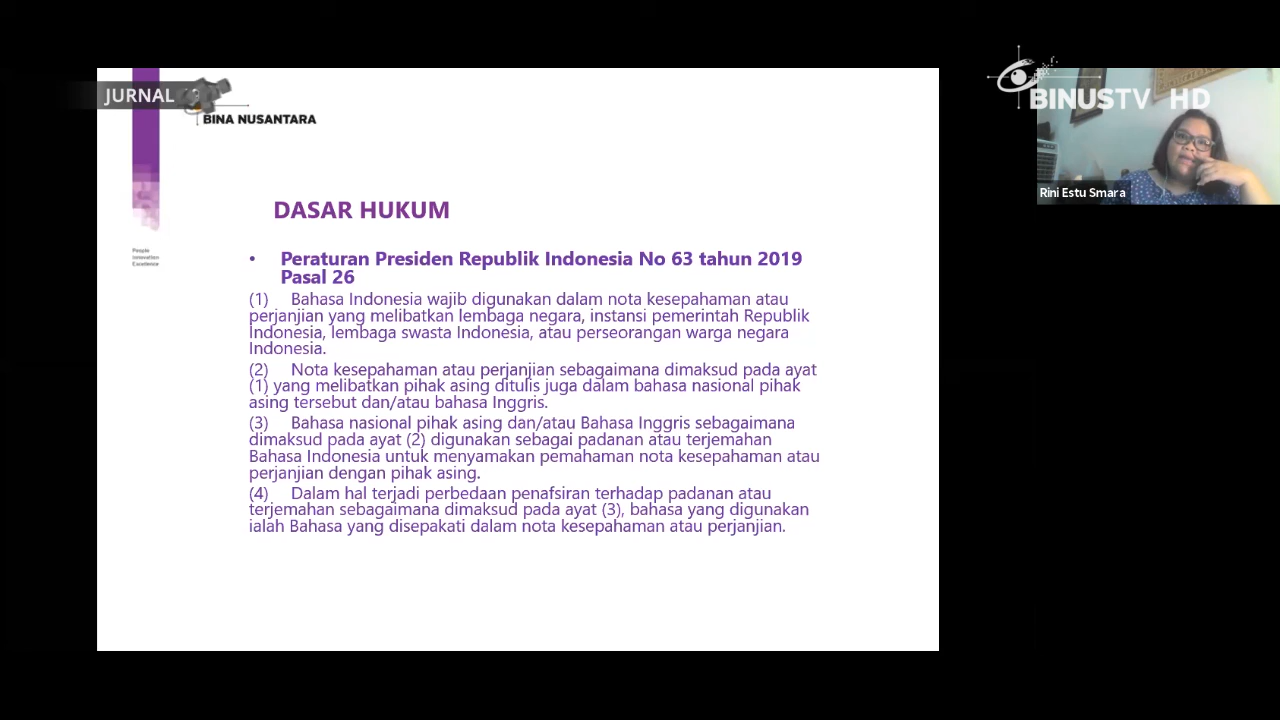 JURNAL
BINA NUSANTARA
BINUSTV HD
Rini Estu Smara
People
Innovation
Excellence
DASAR HUKUM
• Peraturan Presiden Republik Indonesia No 63 tahun 2019
Pasal 26
(1) Bahasa Indonesia wajib digunakan dalam nota kesepahaman atau
perjanjian yang melibatkan lembaga negara, instansi pemerintah Republik
Indonesia, lembaga swasta Indonesia, atau perseorangan warga negara
Indonesia.
(2) Nota kesepahaman atau perjanjian sebagaimana dimaksud pada ayat
(1) yang melibatkan pihak asing ditulis juga dalam bahasa nasional pihak
asing tersebut dan/atau bahasa Inggris.
(3) Bahasa nasional pihak asing dan/atau Bahasa Inggris sebagaimana
dimaksud pada ayat (2) digunakan sebagai padanan atau terjemahan
Bahasa Indonesia untuk menyamakan pemahaman nota kesepahaman atau
perjanjian dengan pihak asing.
(4) Dalam hal terjadi perbedaan penafsiran terhadap padanan atau
terjemahan sebagaimana dimaksud pada ayat (3), bahasa yang digunakan
ialah Bahasa yang disepakati dalam nota kesepahaman atau perjanjian.